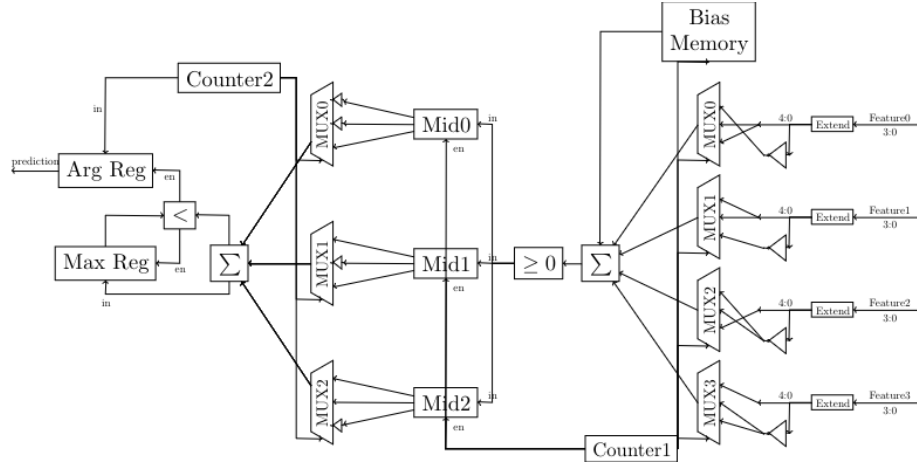 Bias
Memory
Counter2
in
MUX0
Mid0
in
en
MUX0
4:0
Extend
Feature0
3:0
prediction
Arg Reg
en
<
Max Reg
en
in
∑
MUX1
Mid1
in
en
≥ 0
∑
MUX1
4:0
Extend
Feature1
3:0
MUX2
4:0
Extend
Feature2
3:0
MUX2
Mid2
in
en
Counter1
MUX3
4:0
Extend
Feature3
3:0